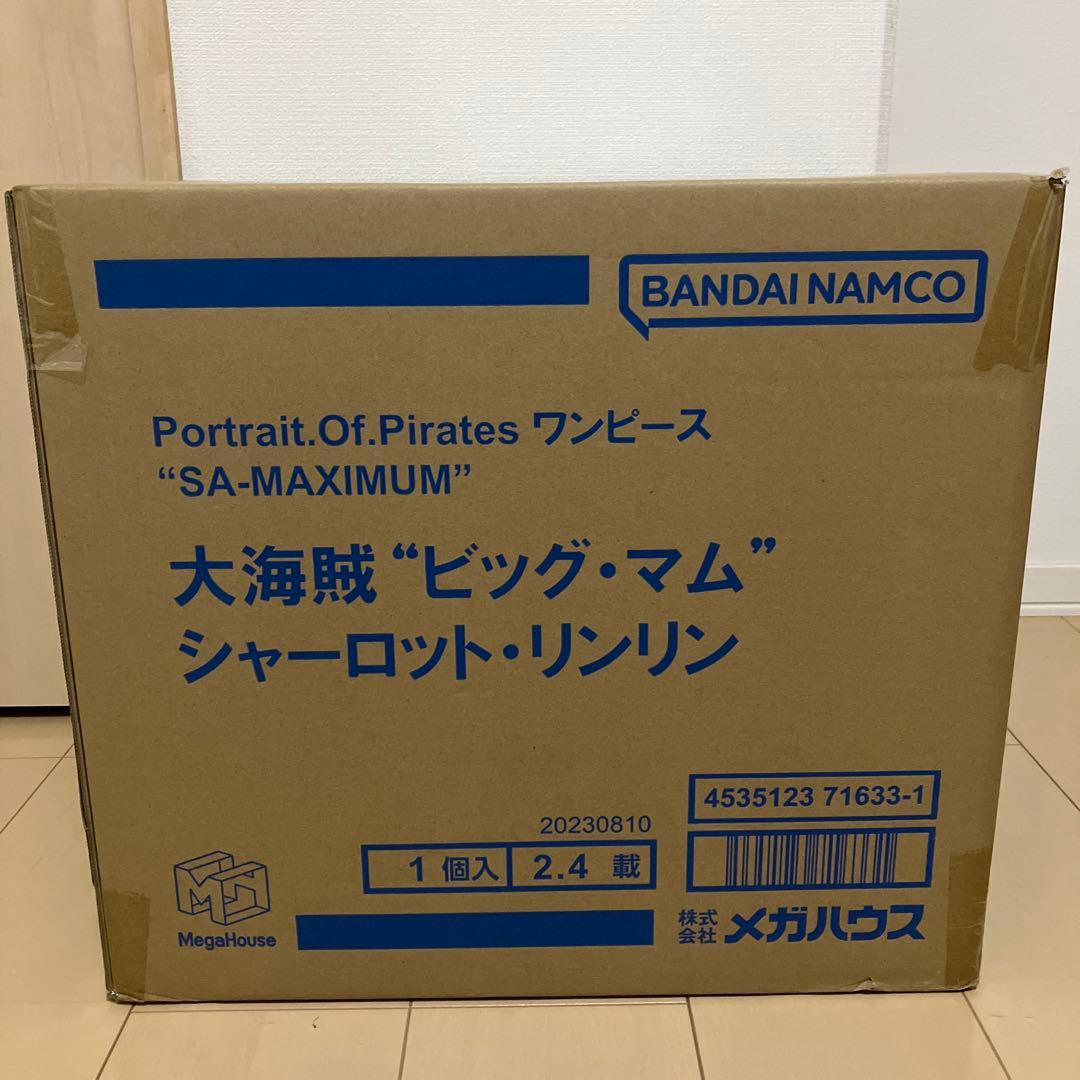 BANDAI NAMCO
Portrait.Of.Pirates ワンピース
“SA-MAXIMUM”
大海賊“ビッグ・マム”
シャーロット・リンリン
4535123 71633-1
20230810
1 個入 2.4 載
MegaHouse
株式会社 メガハウス